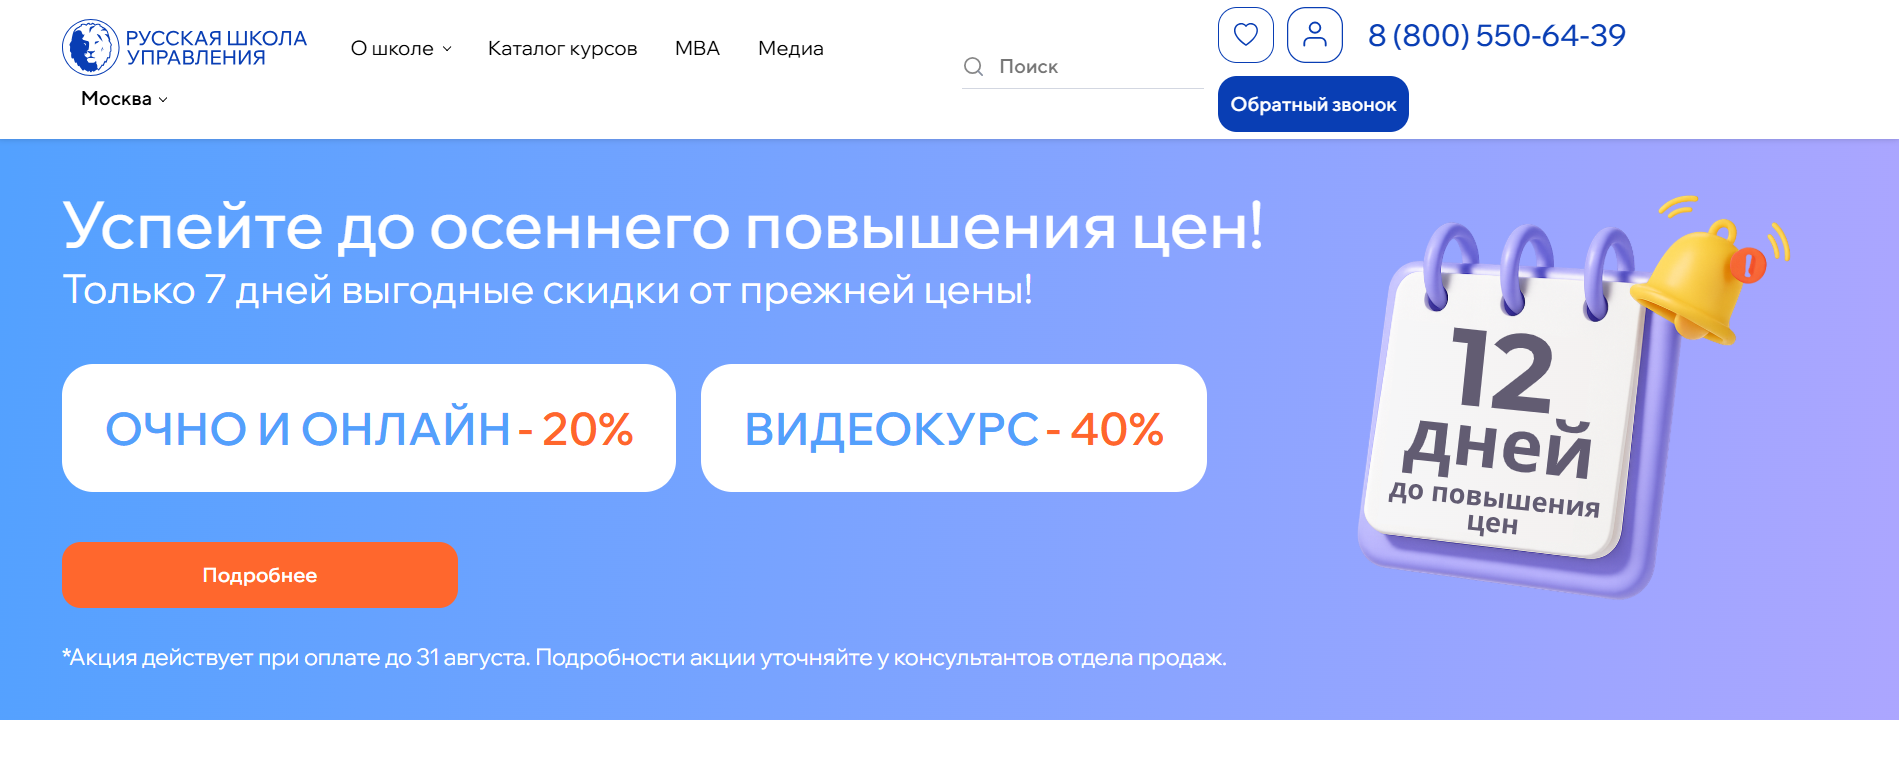 РУССКАЯ ШКОЛА
УПРАВЛЕНИЯ
О школе
Каталог курсов
MBA
Медиа
Поиск
8 (800) 550-64-39
Москва
Обратный звонок
Успейте до осеннего повышения цен!
Только 7 дней выгодные скидки от прежней цены!
ОЧНО И ОНЛАЙН - 20%
ВИДЕОКУРС - 40%
12
дней
до повышения
цен
Подробнее
*Акция действует при оплате до 31 августа. Подробности акции уточняйте у консультантов отдела продаж.